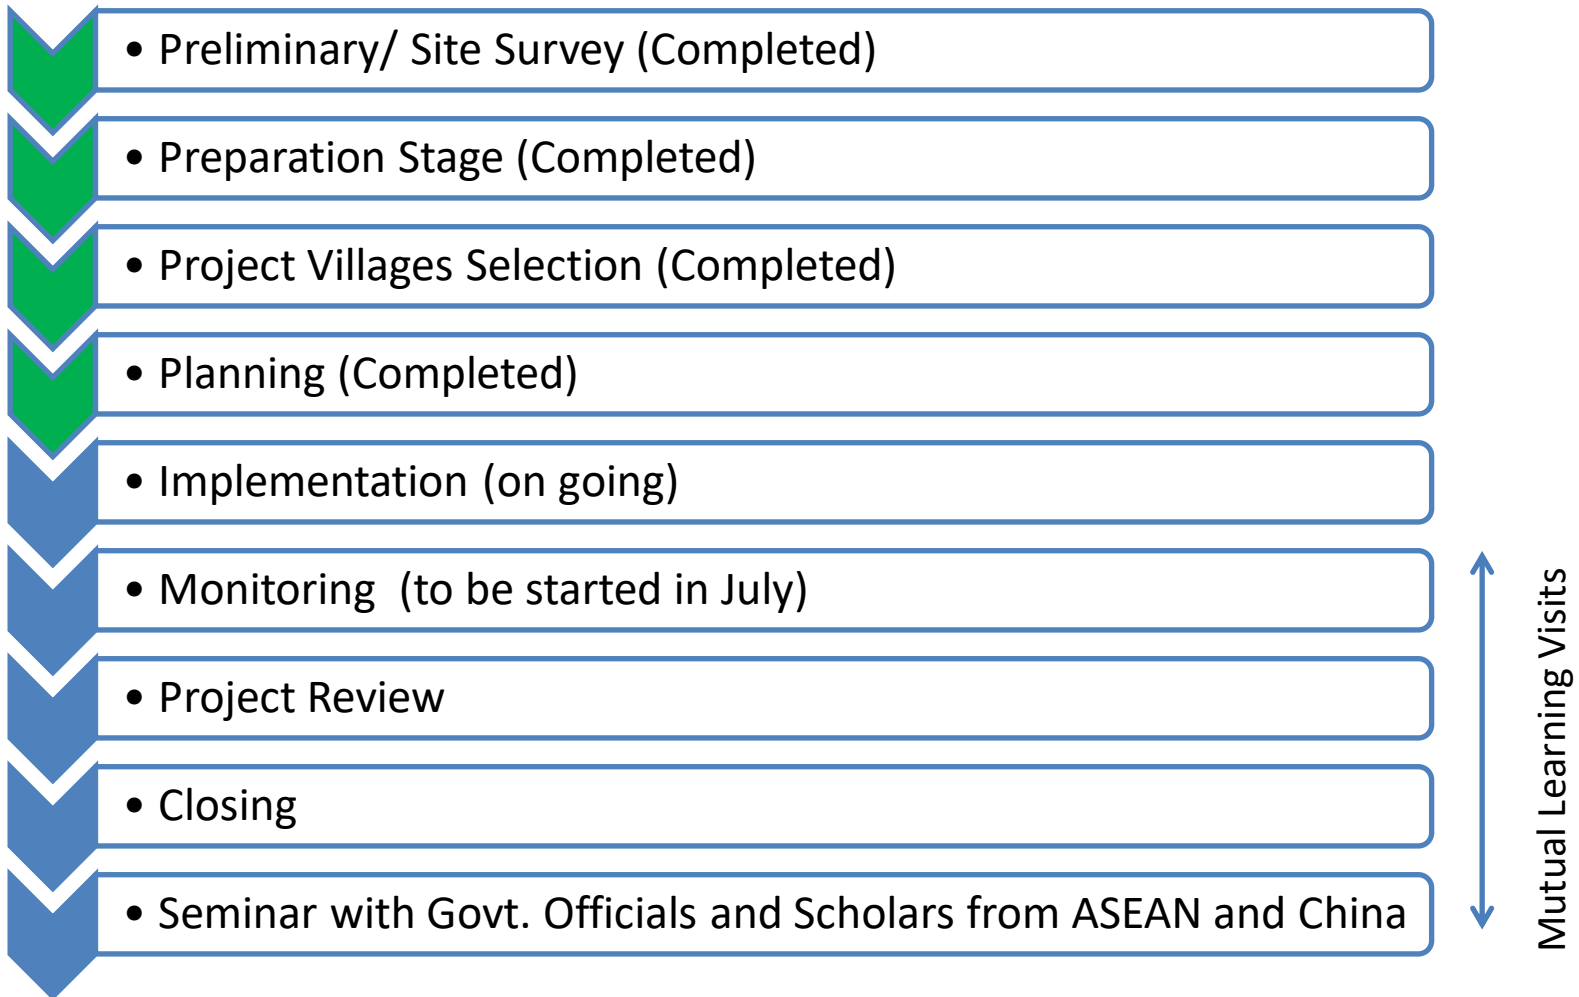 • Preliminary/ Site Survey (Completed)
• Preparation Stage (Completed)
• Project Villages Selection (Completed)
• Planning (Completed)
• Implementation (on going)
• Monitoring  (to be started in July)
• Project Review
• Closing
• Seminar with Govt. Officials and Scholars from ASEAN and China
Mutual Learning Visits